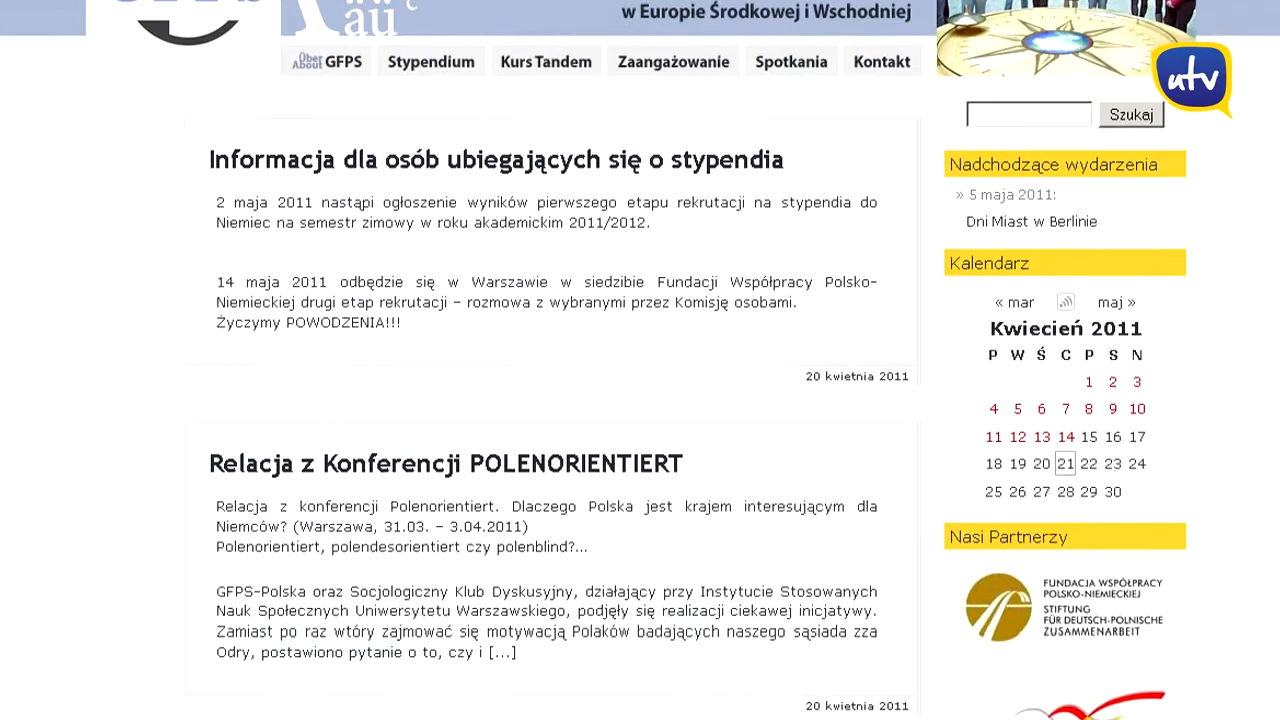 w Europie Środkowej i Wschodniej
Über About GFPS
Stypendium
Kurs Tandem
Zaangażowanie
Spotkania
Kontakt
utv
Szukaj
Informacja dla osób ubiegających się o stypendia
2 maja 2011 nastąpi ogłoszenie wyników pierwszego etapu rekrutacji na stypendia do
Niemiec na semestr zimowy w roku akademickim 2011/2012.
14 maja 2011 odbędzie się w Warszawie w siedzibie Fundacji Współpracy Polsko-
Niemieckiej drugi etap rekrutacji – rozmowa z wybranymi przez Komisję osobami.
Życzymy POWODZENIA!!!
20 kwietnia 2011
Relacja z Konferencji POLENORIENTIERT
Relacja z konferencji Polenorientiert. Dlaczego Polska jest krajem interesującym dla
Niemców? (Warszawa, 31.03. – 3.04.2011)
Polenorientiert, polendesorientiert czy polenblind?...
GFPS-Polska oraz Socjologiczny Klub Dyskusyjny, działający przy Instytucie Stosowanych
Nauk Społecznych Uniwersytetu Warszawskiego, podjęły się realizacji ciekawej inicjatywy.
Zamiast po raz wtóry zajmować się motywacją Polaków badających naszego sąsiada zza
Odry, postawiono pytanie o to, czy i [...]
20 kwietnia 2011
Nadchodzące wydarzenia
» 5 maja 2011:
Dni Miast w Berlinie
Kalendarz
« mar maj »
Kwiecień 2011
P W Ś C P S N
1 2 3
4 5 6 7 8 9 10
11 12 13 14 15 16 17
18 19 20 21 22 23 24
25 26 27 28 29 30
Nasi Partnerzy
FUNDACJA WSPÓŁPRACY
POLSKO-NIEMIECKIEJ
STIFTUNG
FÜR DEUTSCH-POLNISCHE
ZUSAMMENARBEIT